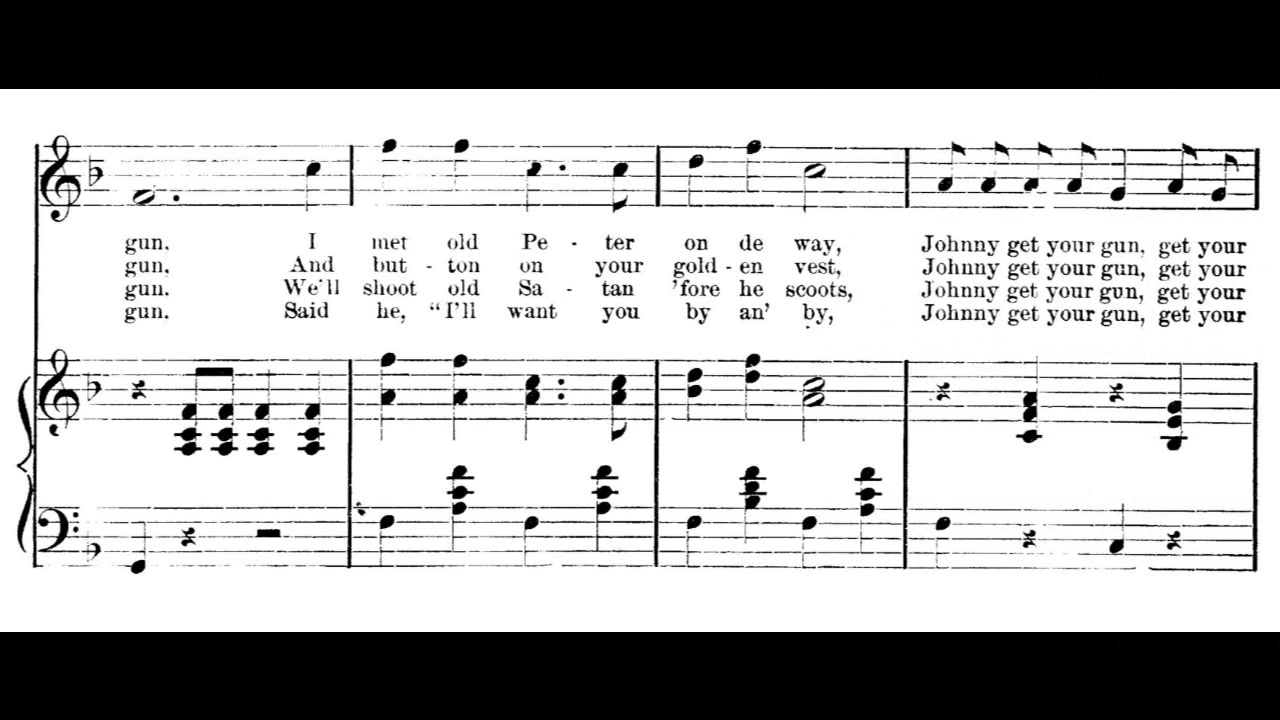 gun. I met old Pe - ter on de way, Johnny get your gun, get your
gun. And but - ton on your gold - en vest, Johnny get your gun, get your
gun. We'll shoot old Sa - tan 'fore he scoots, Johnny get your gun, get your
gun. Said he, "I'll want you by an' by, Johnny get your gun, get your